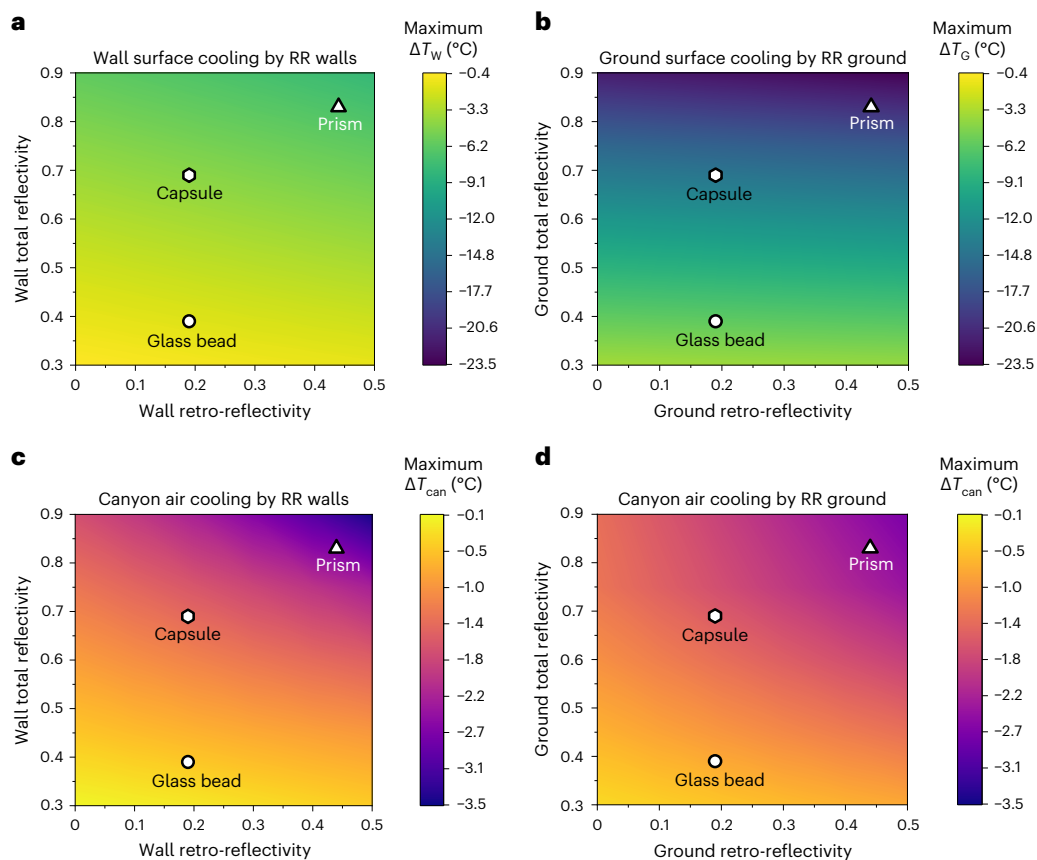 a
Maximum
ΔT_W (°C)
Wall surface cooling by RR walls
0.9
0.8
0.7
0.6
0.5
0.4
0.3
Wall total reflectivity
Prism
Capsule
Glass bead
0
0.1
0.2
0.3
0.4
0.5
Wall retro-reflectivity
−0.4
−3.3
−6.2
−9.1
−12.0
−14.8
−17.7
−20.6
−23.5
b
Maximum
ΔT_G (°C)
Ground surface cooling by RR ground
0.9
0.8
0.7
0.6
0.5
0.4
0.3
Ground total reflectivity
Prism
Capsule
Glass bead
0
0.1
0.2
0.3
0.4
0.5
Ground retro-reflectivity
−0.4
−3.3
−6.2
−9.1
−12.0
−14.8
−17.7
−20.6
−23.5
c
Maximum
ΔT_can (°C)
Canyon air cooling by RR walls
0.9
0.8
0.7
0.6
0.5
0.4
0.3
Wall total reflectivity
Prism
Capsule
Glass bead
0
0.1
0.2
0.3
0.4
0.5
Wall retro-reflectivity
−0.1
−0.5
−1.0
−1.4
−1.8
−2.2
−2.7
−3.1
−3.5
d
Maximum
ΔT_can (°C)
Canyon air cooling by RR ground
0.9
0.8
0.7
0.6
0.5
0.4
0.3
Ground total reflectivity
Prism
Capsule
Glass bead
0
0.1
0.2
0.3
0.4
0.5
Ground retro-reflectivity
−0.1
−0.5
−1.0
−1.4
−1.8
−2.2
−2.7
−3.1
−3.5